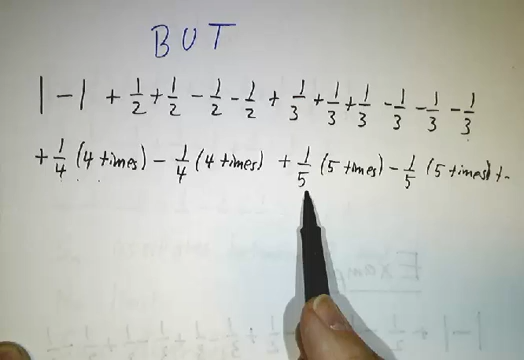 BUT
1 - 1 + 1/2 + 1/2 - 1/2 - 1/2 + 1/3 + 1/3 + 1/3 - 1/3 - 1/3 - 1/3
+ 1/4 (4 times) - 1/4 (4 times) + 1/5 (5 times) - 1/5 (5 times) + -